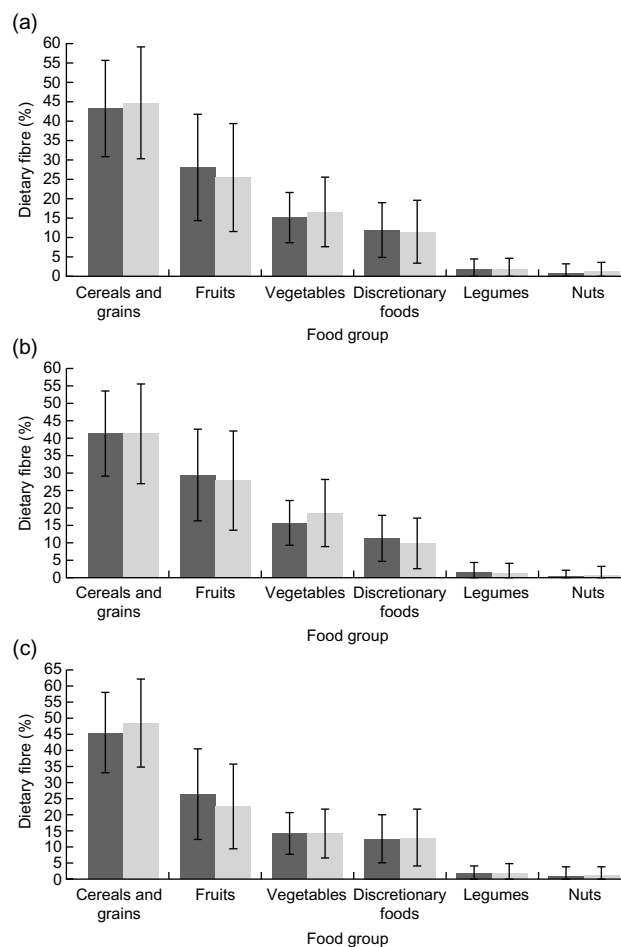 (a)
Dietary fibre (%)
60
55
50
45
40
35
30
25
20
15
10
5
0
Cereals and
grains
Fruits
Vegetables
Discretionary
foods
Legumes
Nuts
Food group
(b)
Dietary fibre (%)
60
55
50
45
40
35
30
25
20
15
10
5
0
Cereals and
grains
Fruits
Vegetables
Discretionary
foods
Legumes
Nuts
Food group
(c)
Dietary fibre (%)
65
60
55
50
45
40
35
30
25
20
15
10
5
0
Cereals and
grains
Fruits
Vegetables
Discretionary
foods
Legumes
Nuts
Food group